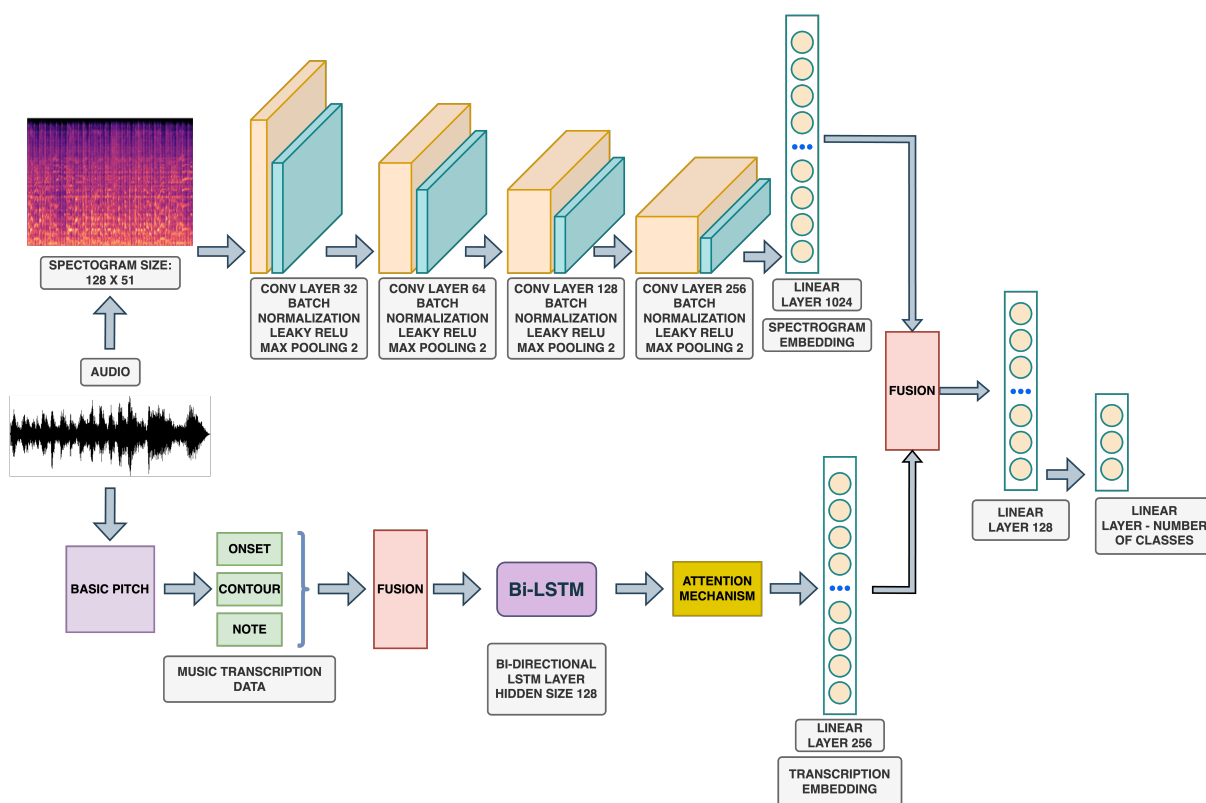 SPECTOGRAM SIZE:
128 X 51
AUDIO
CONV LAYER 32
BATCH
NORMALIZATION
LEAKY RELU
MAX POOLING 2
CONV LAYER 64
BATCH
NORMALIZATION
LEAKY RELU
MAX POOLING 2
CONV LAYER 128
BATCH
NORMALIZATION
LEAKY RELU
MAX POOLING 2
CONV LAYER 256
BATCH
NORMALIZATION
LEAKY RELU
MAX POOLING 2
LINEAR
LAYER 1024
SPECTROGRAM
EMBEDDING
FUSION
LINEAR
LAYER 128
LINEAR
LAYER - NUMBER
OF CLASSES
BASIC PITCH
ONSET
CONTOUR
NOTE
MUSIC TRANSCRIPTION
DATA
FUSION
Bi-LSTM
BI-DIRECTIONAL
LSTM LAYER
HIDDEN SIZE 128
ATTENTION
MECHANISM
LINEAR
LAYER 256
TRANSCRIPTION
EMBEDDING